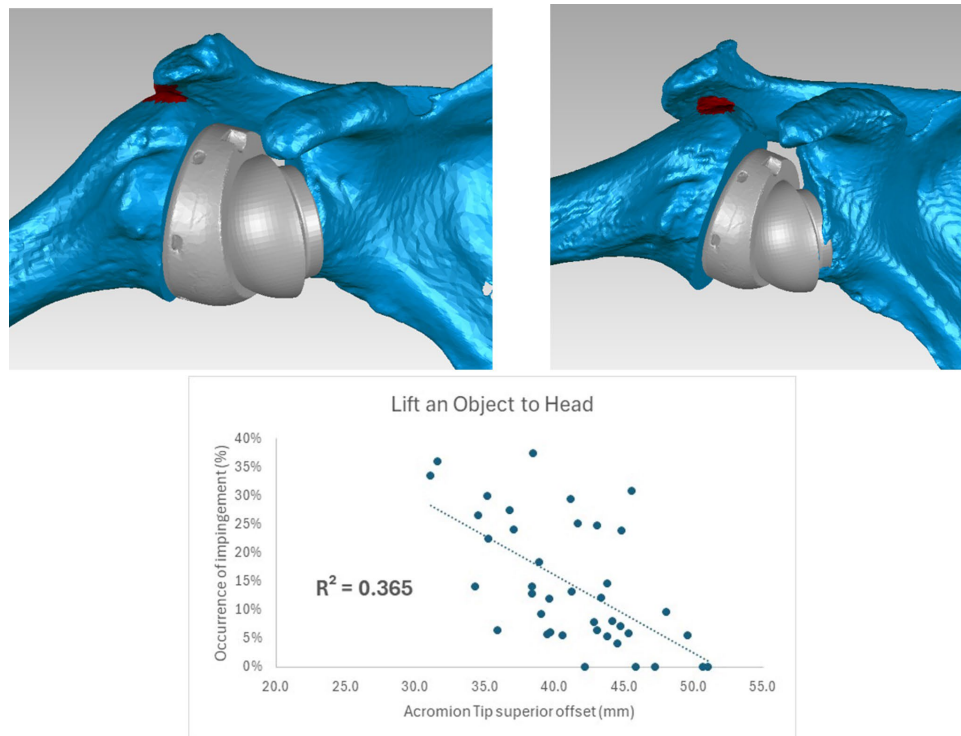 Lift an Object to Head
Occurrence of impingement (%)
40%
35%
30%
25%
20%
15%
10%
5%
0%
R² = 0.365
20.0 30.0 35.0 40.0 45.0 50.0 55.0
Acromion Tip superior offset (mm)